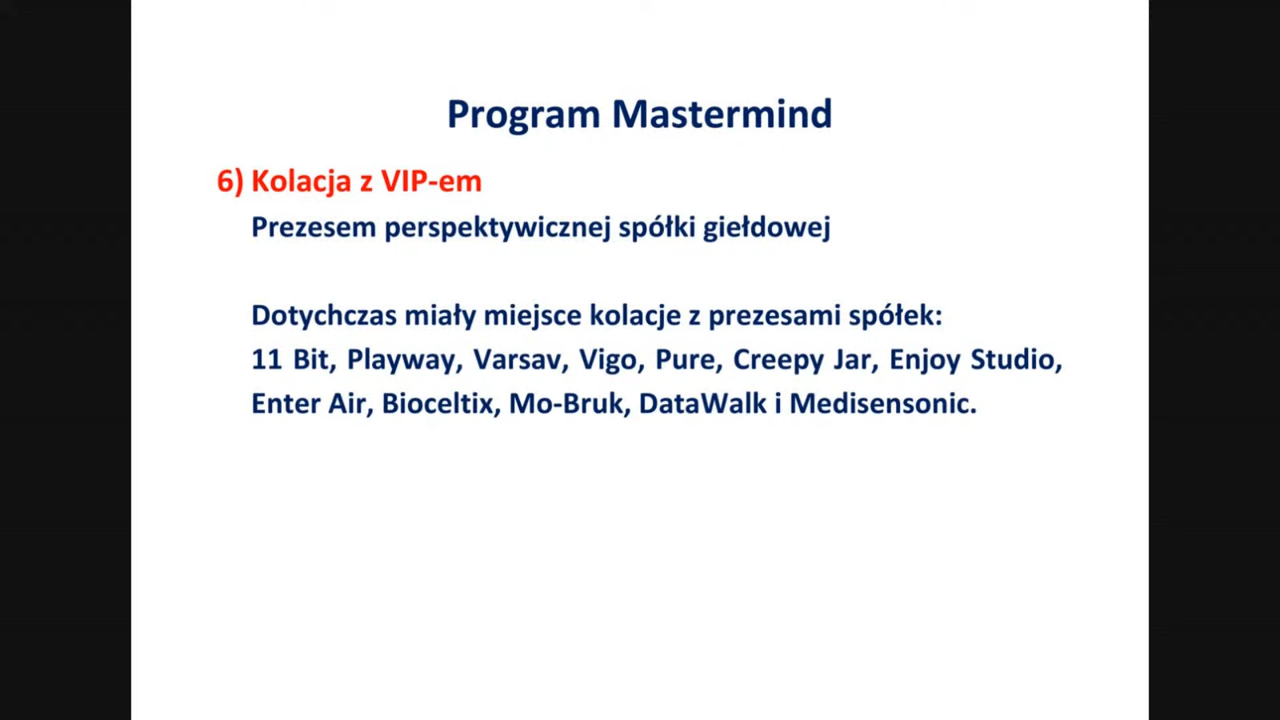 Program Mastermind
6) Kolacja z VIP-em
Prezesem perspektywicznej spółki giełdowej
Dotychczas miały miejsce kolacje z prezesami spółek:
11 Bit, Playway, Varsav, Vigo, Pure, Creepy Jar, Enjoy Studio,
Enter Air, Bioceltix, Mo-Bruk, DataWalk i Medisensonic.